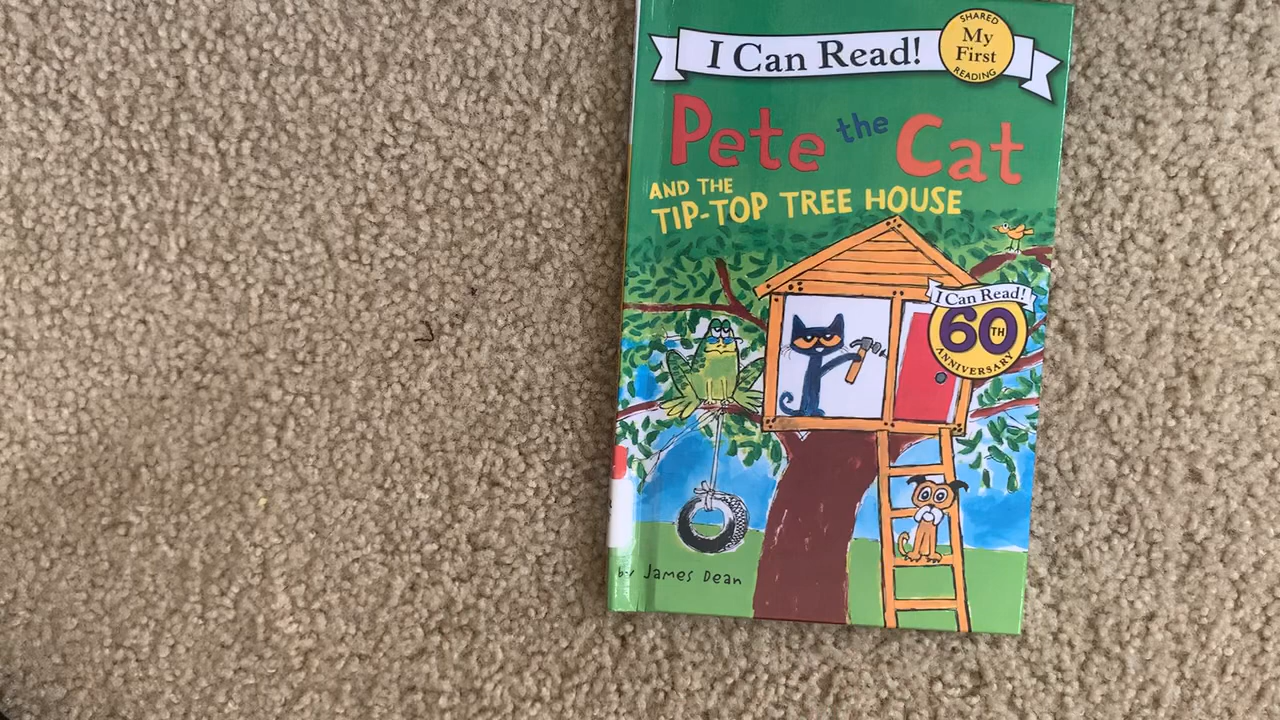 I Can Read!
SHARED
My
First
READING
Pete the Cat
AND THE
TIP-TOP TREE HOUSE
I Can Read!
60TH
ANNIVERSARY
by James Dean